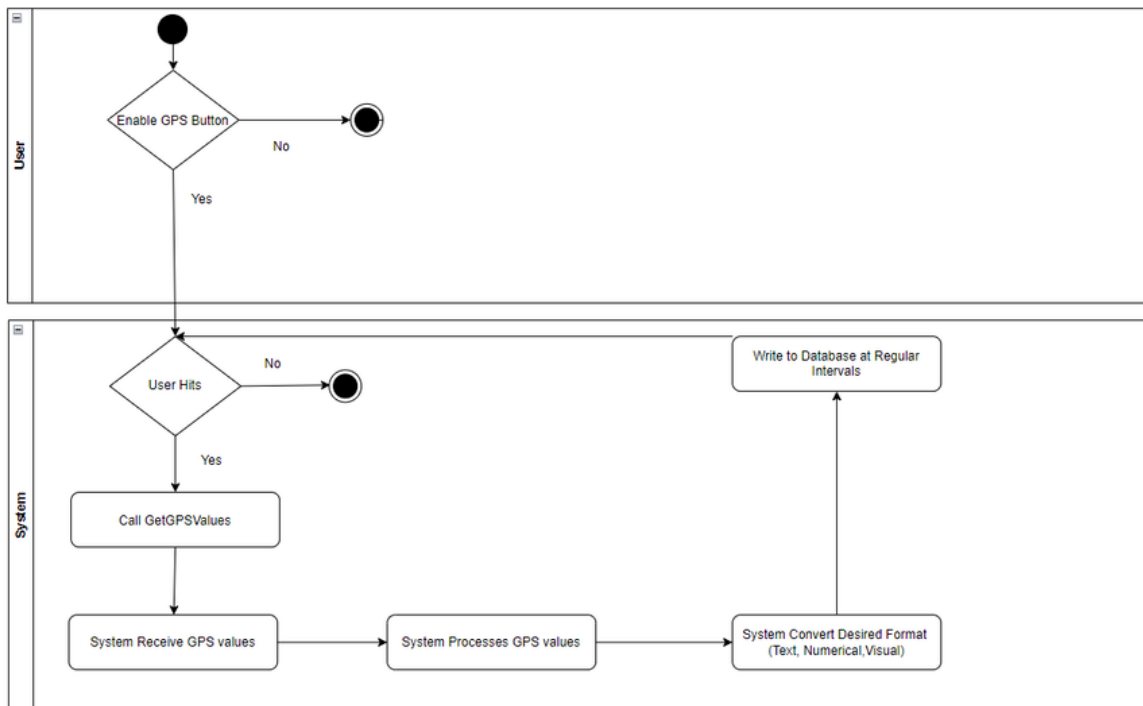 User
Enable GPS Button
No
Yes
System
User Hits
No
Yes
Write to Database at Regular
Intervals
Call GetGPSValues
System Receive GPS values
System Processes GPS values
System Convert Desired Format
(Text, Numerical,Visual)